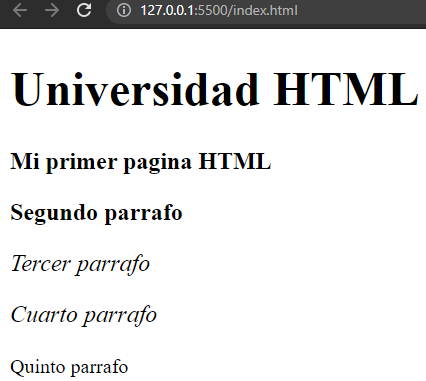 127.0.0.1:5500/index.html
Universidad HTML
Mi primer pagina HTML
Segundo parrafo
Tercer parrafo
Cuarto parrafo
Quinto parrafo